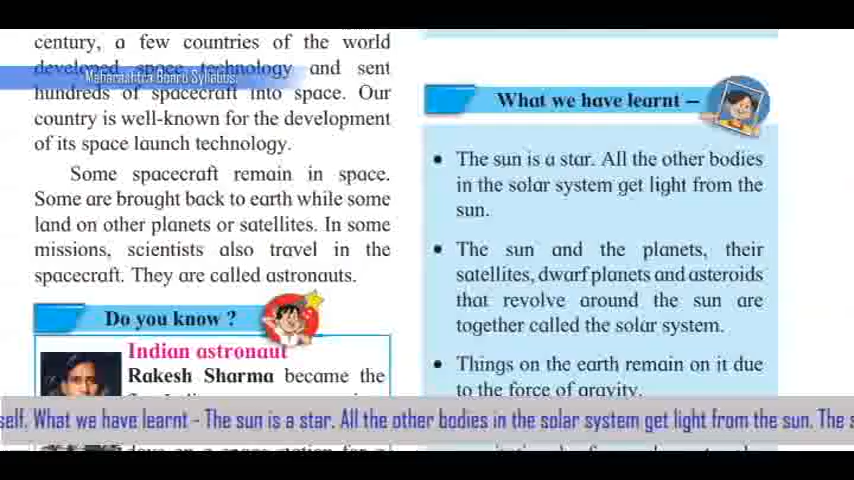 century, a few countries of the world
developed space technology and sent
Maharashtra Board Syllabus
hundreds of spacecraft into space. Our
country is well-known for the development
of its space launch technology.
Some spacecraft remain in space.
Some are brought back to earth while some
land on other planets or satellites. In some
missions, scientists also travel in the
spacecraft. They are called astronauts.
Do you know ?
Indian astronaut
Rakesh Sharma became the
What we have learnt –
• The sun is a star. All the other bodies
in the solar system get light from the
sun.
• The sun and the planets, their
satellites, dwarf planets and asteroids
that revolve around the sun are
together called the solar system.
• Things on the earth remain on it due
to the force of gravity.
self. What we have learnt - The sun is a star. All the other bodies in the solar system get light from the sun. The s